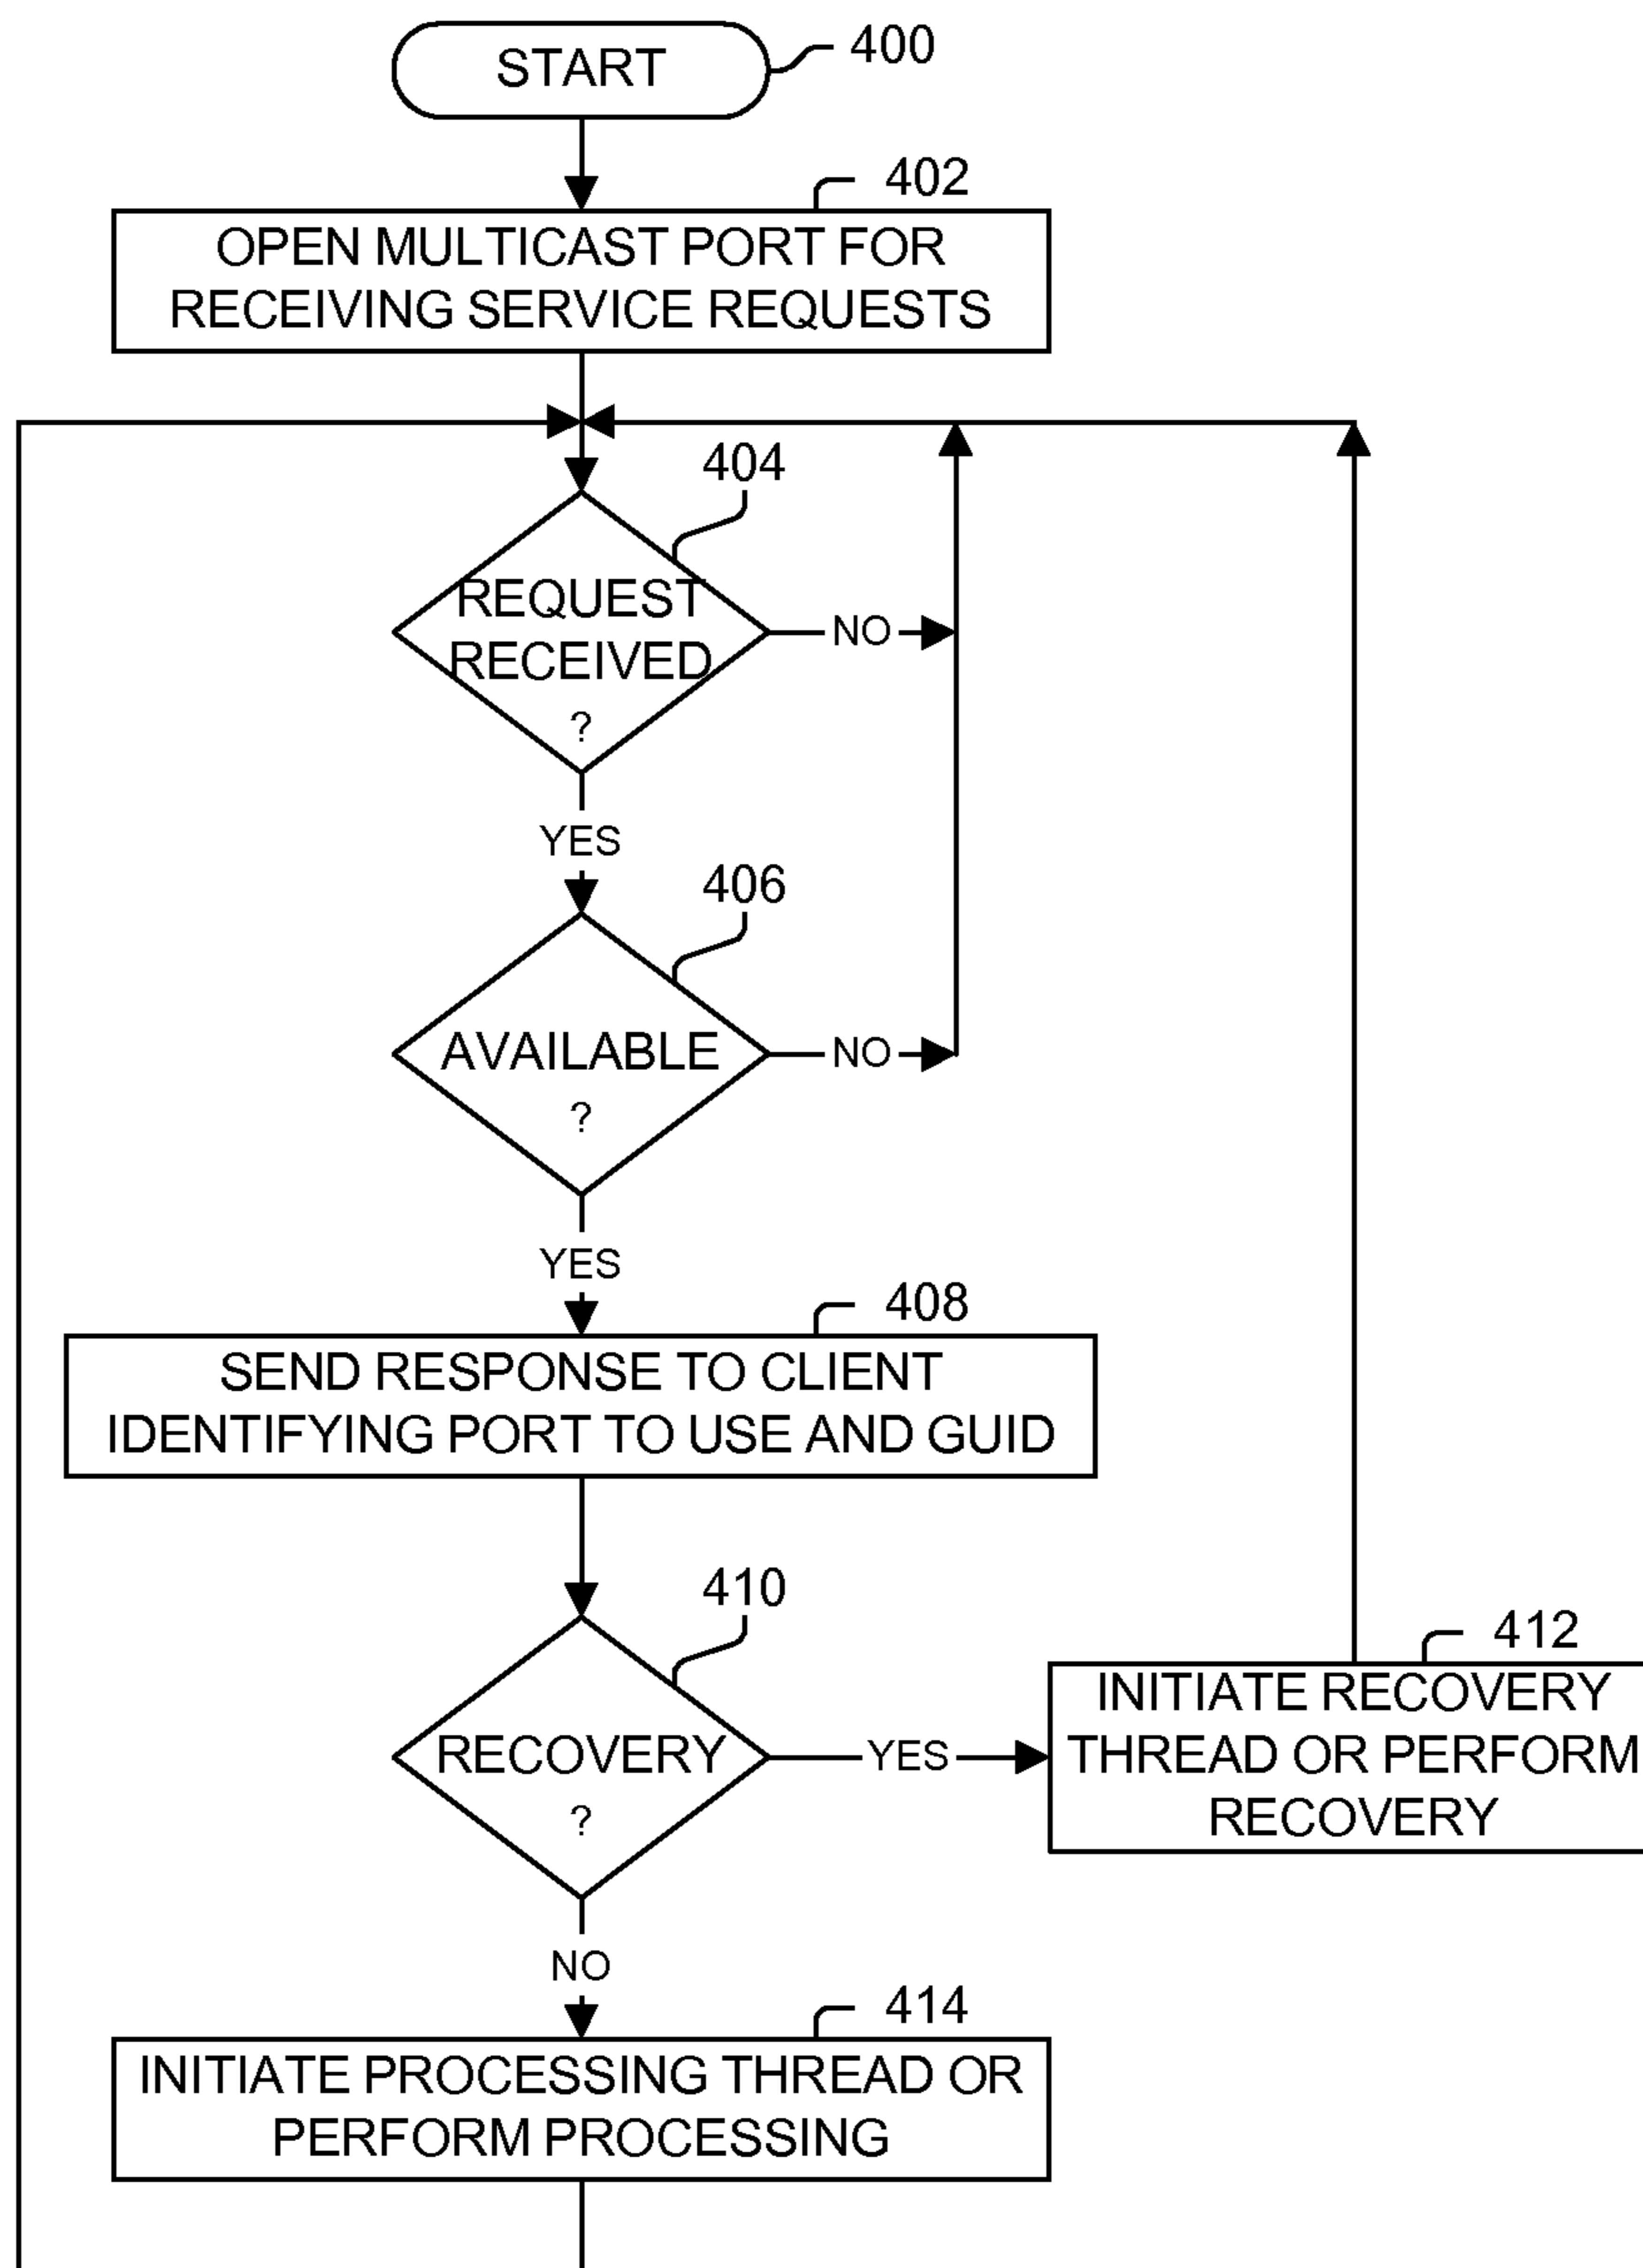 START
400
402
OPEN MULTICAST PORT FOR
RECEIVING SERVICE REQUESTS
404
REQUEST
RECEIVED
?
NO
YES
406
AVAILABLE
?
NO
YES
408
SEND RESPONSE TO CLIENT
IDENTIFYING PORT TO USE AND GUID
410
RECOVERY
?
YES
412
INITIATE RECOVERY
THREAD OR PERFORM
RECOVERY
NO
414
INITIATE PROCESSING THREAD OR
PERFORM PROCESSING